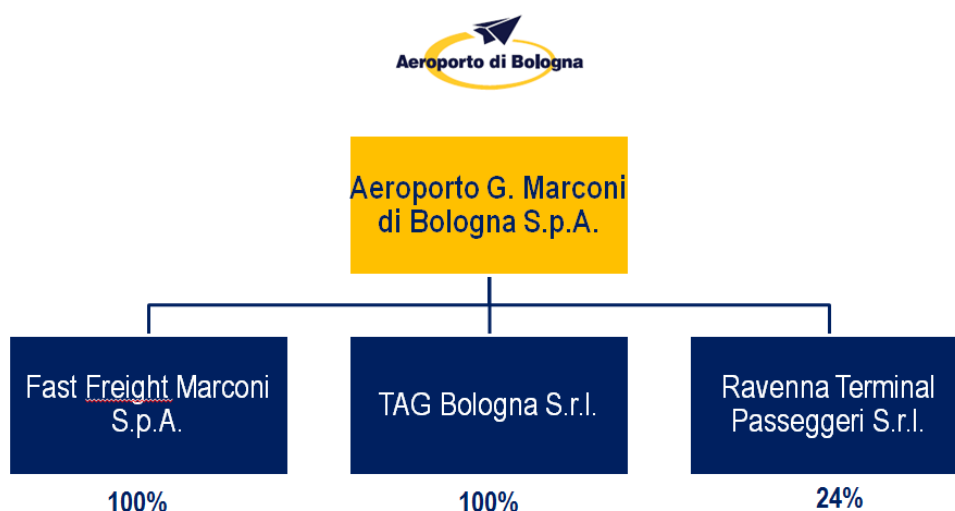 Aeroporto di Bologna
Aeroporto G. Marconi
di Bologna S.p.A.
Fast Freight Marconi
S.p.A.
TAG Bologna S.r.l.
Ravenna Terminal
Passeggeri S.r.l.
100%
100%
24%